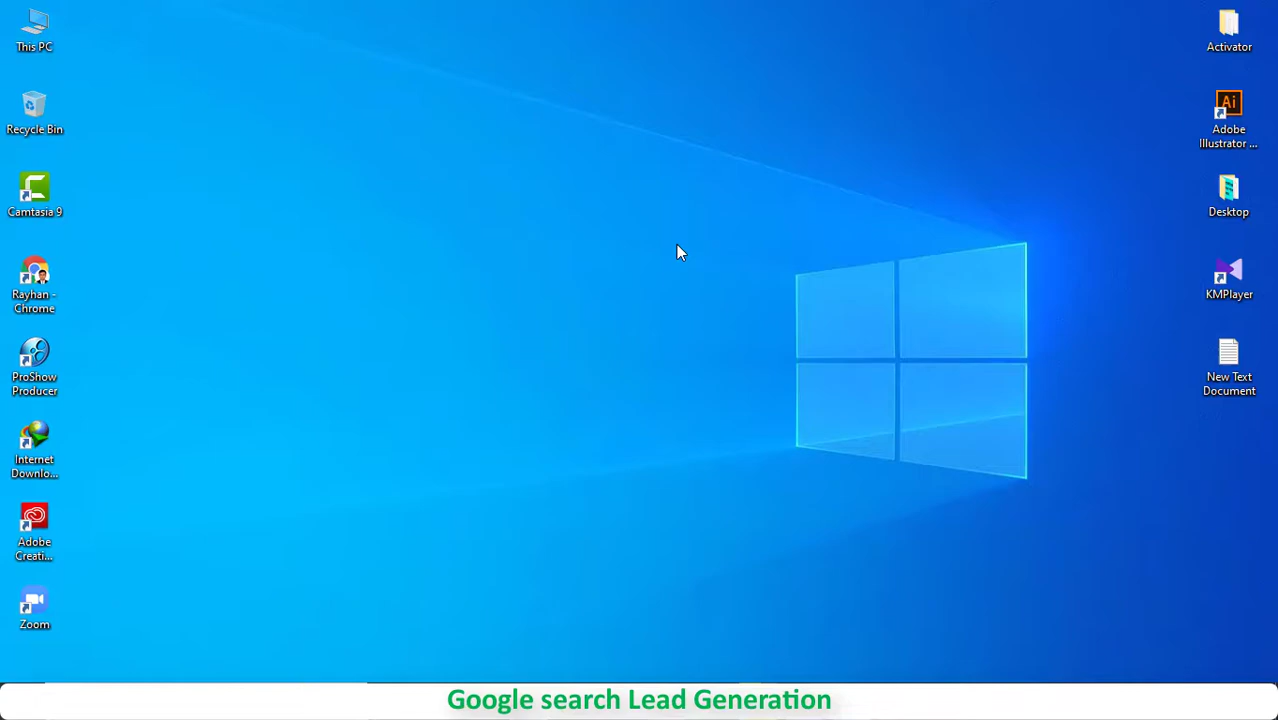 This PC
Recycle Bin
Camtasia 9
Rayhan -
Chrome
ProShow
Producer
Internet
Downlo...
Adobe
Creati...
Zoom
Activator
Ai
Adobe
Illustrator ...
Desktop
KMPlayer
New Text
Document
Google search Lead Generation